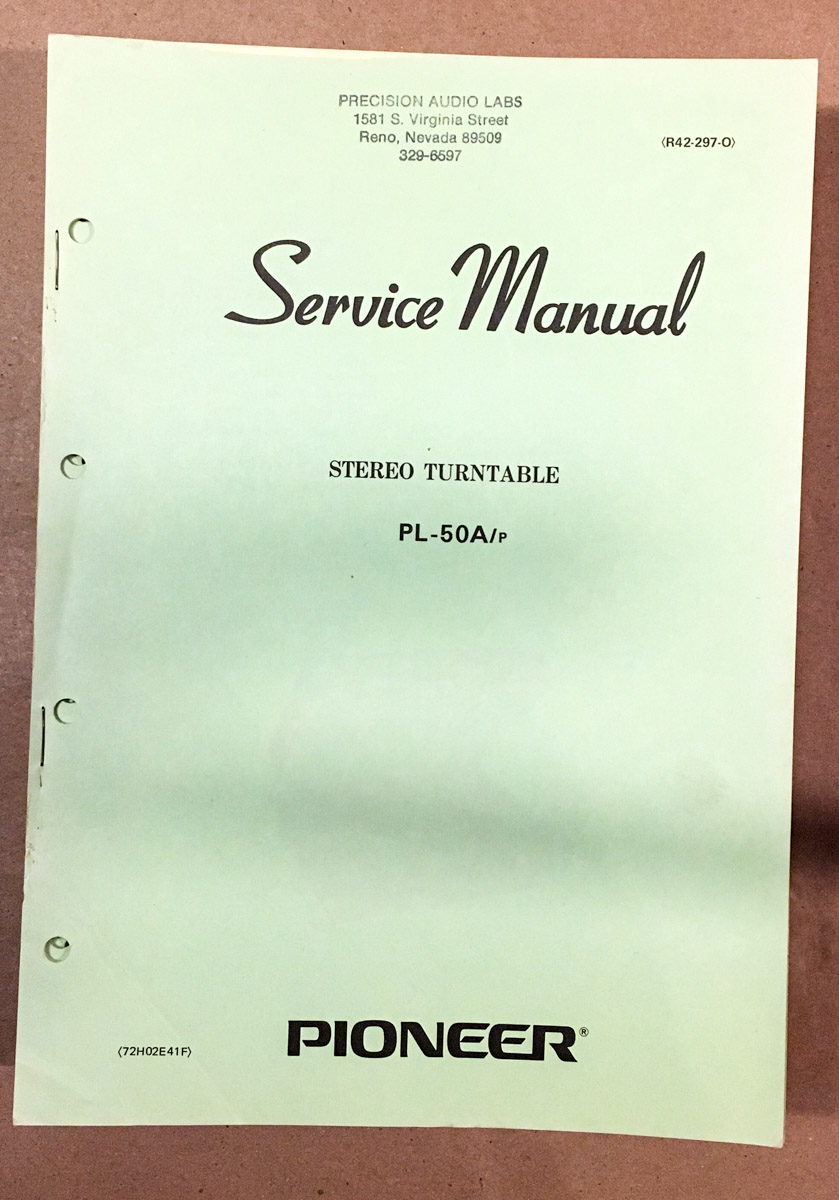 PRECISION AUDIO LABS
1581 S. Virginia Street
Reno, Nevada 89509
329-6597
〈R42-297-O〉
Service Manual
STEREO TURNTABLE
PL-50A/P
PIONEER®
〈72H02E41F〉